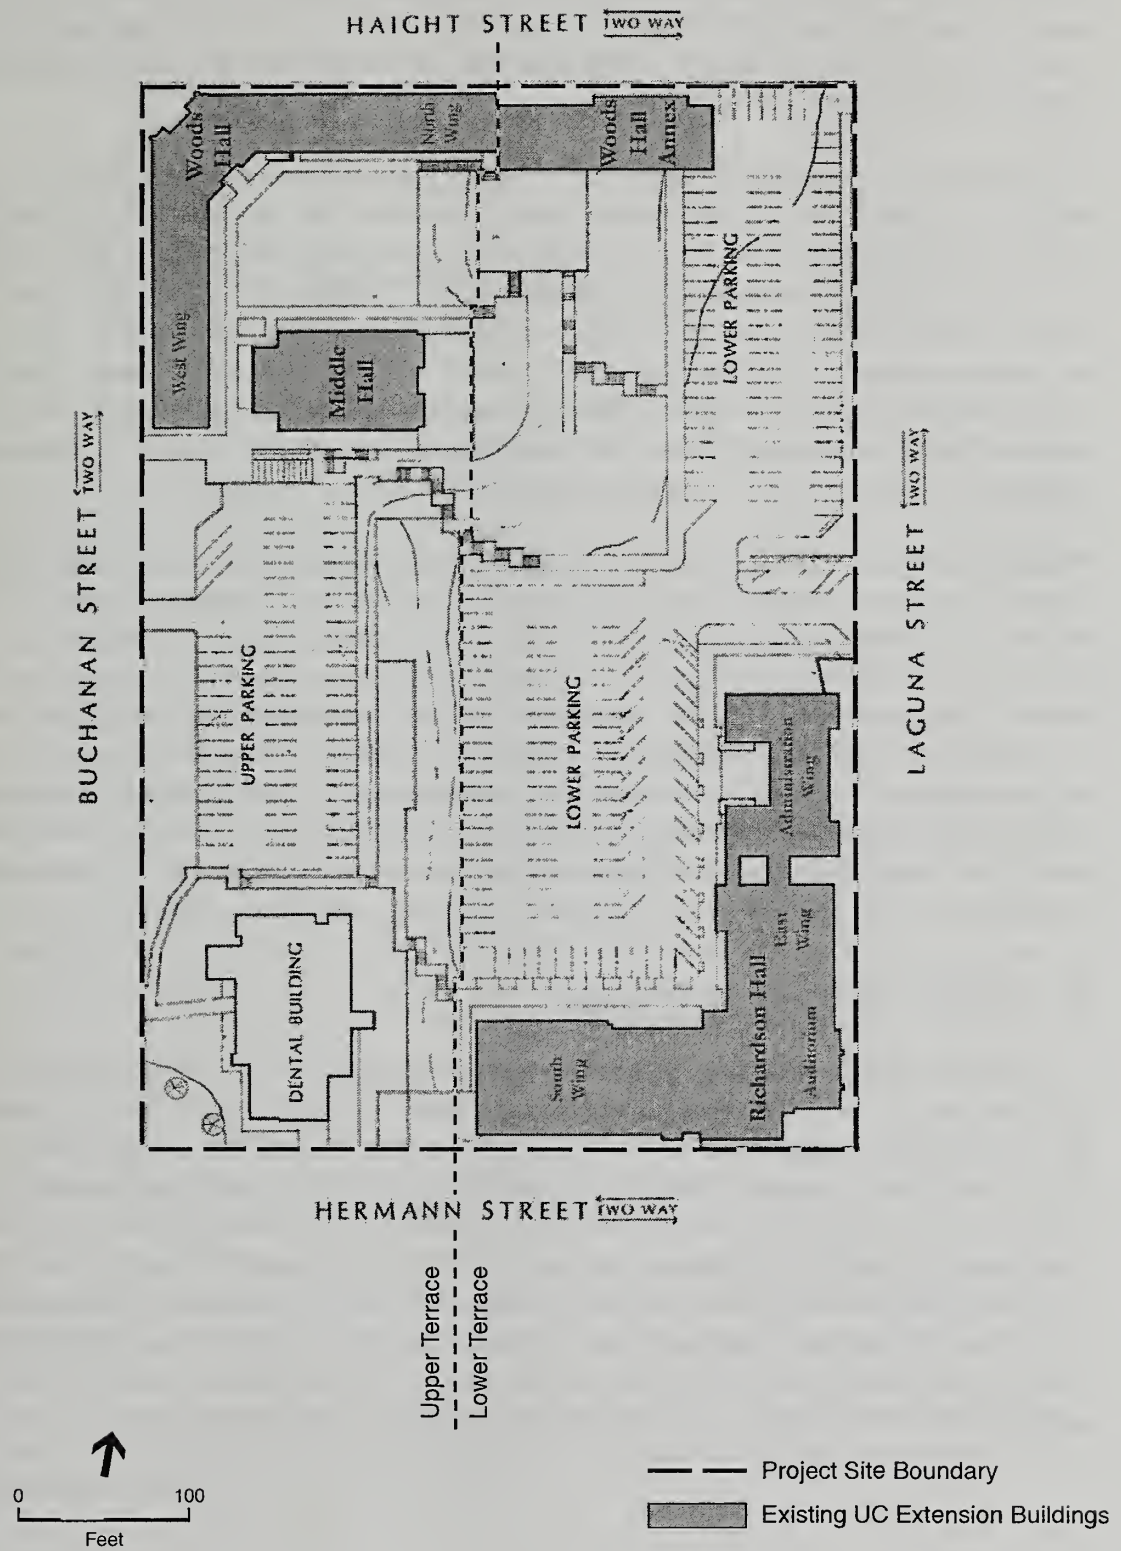 HAIGHT STREET TWO WAY
Woods
Hall
North
Wing
Woods
Hall
Annex
West Wing
Middle
Hall
LOWER PARKING
BUCHANAN STREET TWO WAY
LAGUNA STREET TWO WAY
UPPER PARKING
LOWER PARKING
Administration
Wing
East
Wing
DENTAL BUILDING
South
Wing
Richardson Hall
Auditorium
HERMANN STREET TWO WAY
Upper Terrace
Lower Terrace
0 100
Feet
Project Site Boundary
Existing UC Extension Buildings